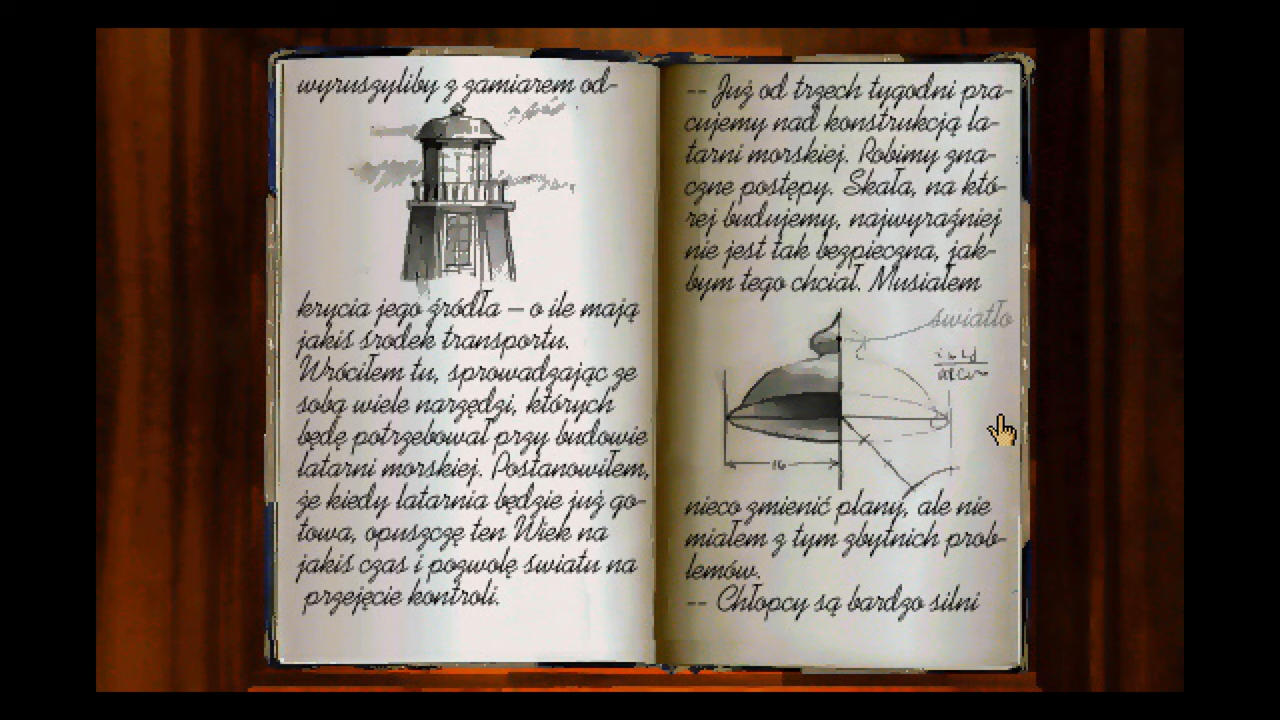 wyruszyliby z zamiarem od-
krycia jego źródła – o ile mają
jakiś środek transportu.
Wróciłem tu, sprowadzając ze
sobą wiele narzędzi, których
będę potrzebował przy budowie
latarni morskiej. Postanowiłem,
że kiedy latarnia będzie już go-
towa, opuszczę ten Wiek na
jakiś czas i pozwolę światu na
przejęcie kontroli.
-- Już od trzech tygodni pra-
cujemy nad konstrukcją la-
tarni morskiej. Robimy zna-
czne postępy. Skała, na któ-
rej budujemy, najwyraźniej
nie jest tak bezpieczna, jak-
bym tego chciał. Musiałem
światło
16
nieco zmienić plany, ale nie
miałem z tym zbytnich prob-
lemów.
-- Chłopcy są bardzo silni